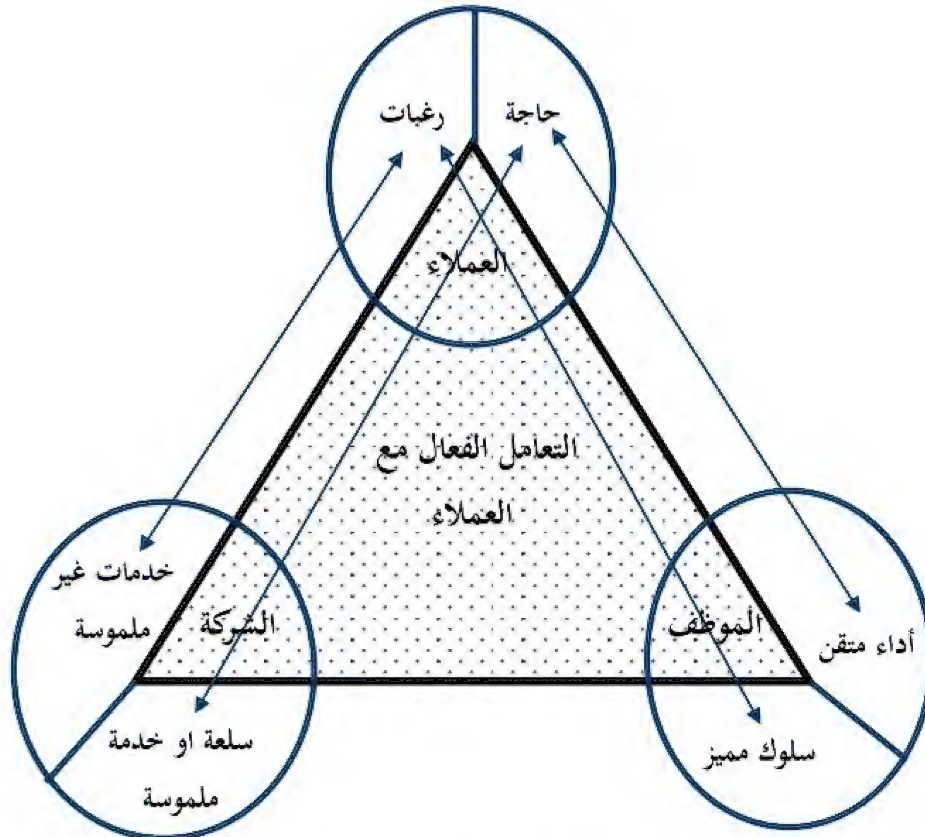 حاجة
رغبات
العملاء
التعامل الفعال مع
العملاء
خدمات غير
ملموسة
الشركة
الموظف
أداء متقن
سلعة او خدمة
ملموسة
سلوك مميز